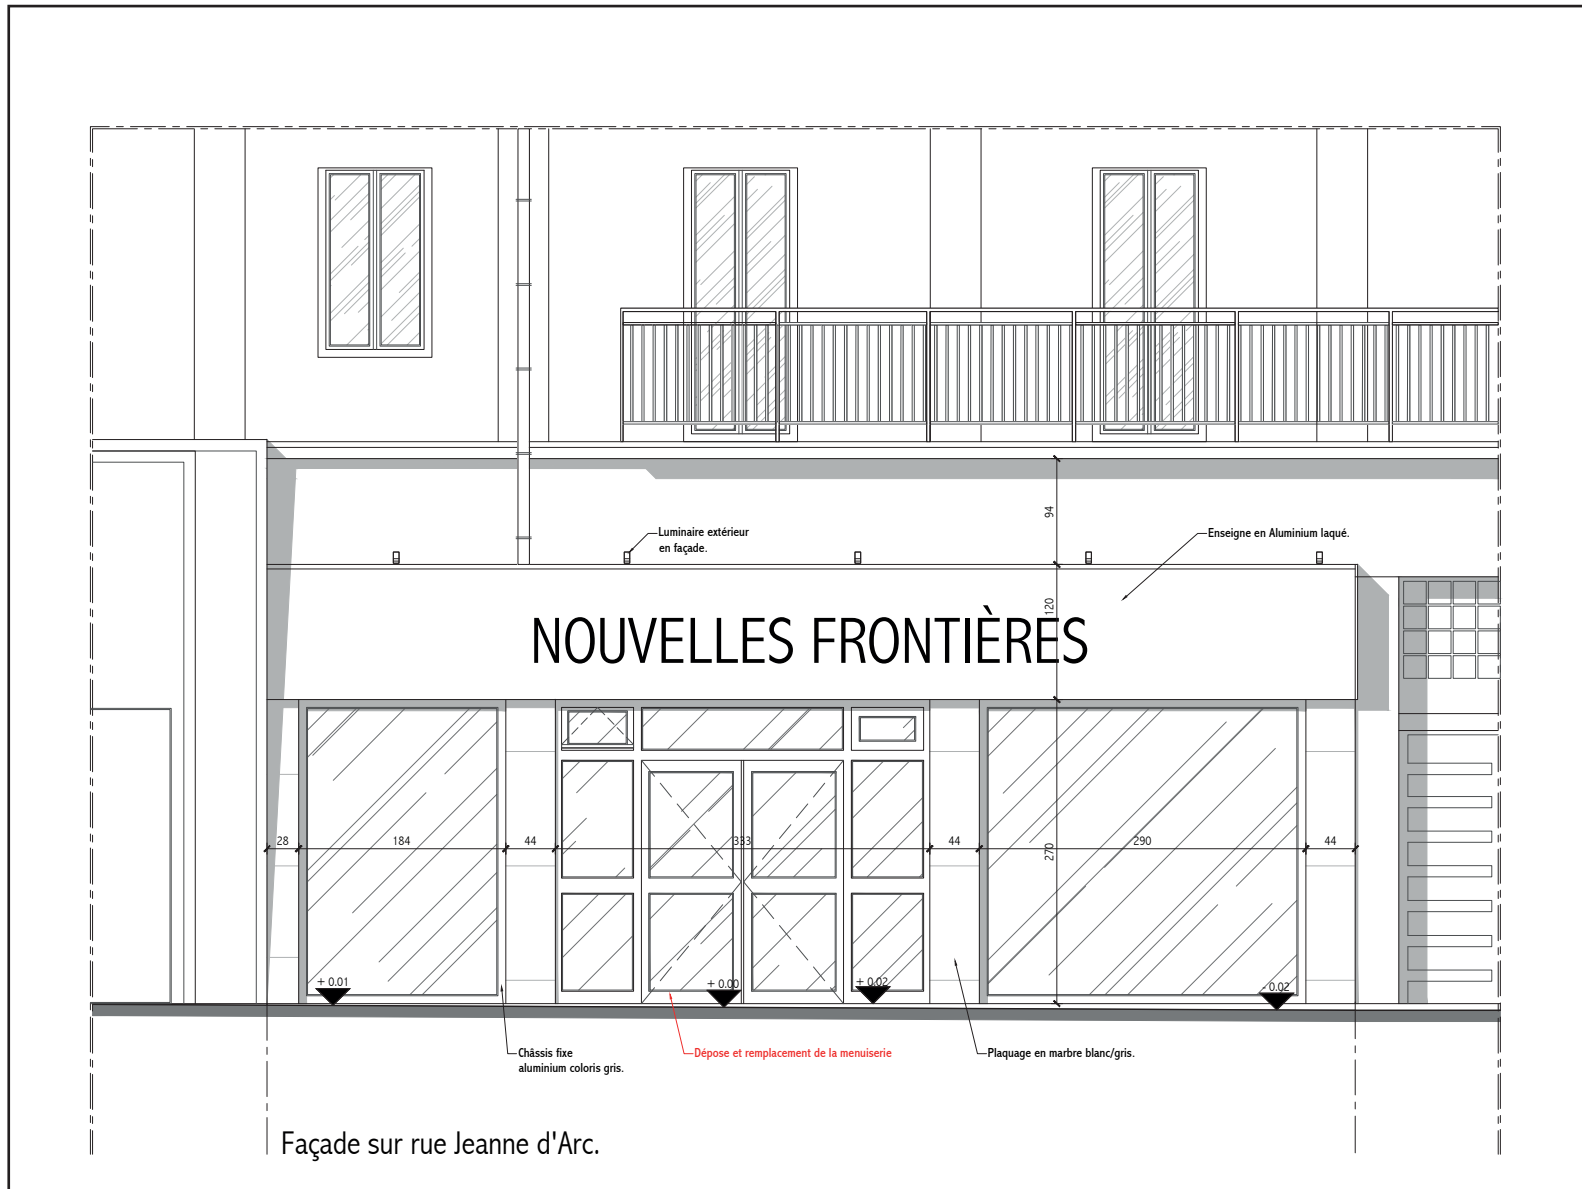 94
Luminaire extérieur
en façade.
Enseigne en Aluminium laqué.
120
NOUVELLES FRONTIÈRES
28
184
44
333
44
270
290
44
+ 0.01
+ 0.00
+ 0.02
- 0.02
Châssis fixe
aluminium coloris gris.
Dépose et remplacement de la menuiserie
Plaquage en marbre blanc/gris.
Façade sur rue Jeanne d'Arc.